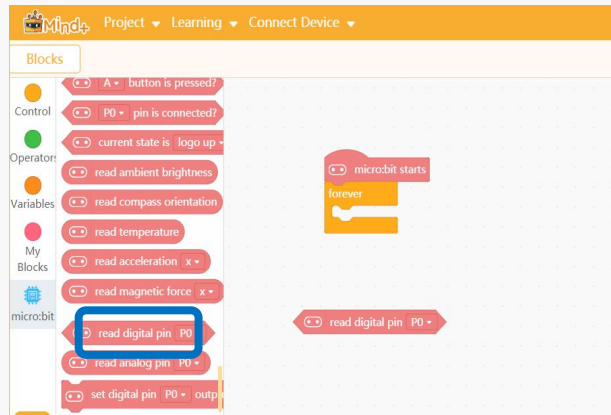 Mind+ Project Learning Connect Device
Blocks
Control
Operators
Variables
My
Blocks
micro:bit
A button is pressed?
P0 pin is connected?
current state is logo up
read ambient brightness
read compass orientation
read temperature
read acceleration x
read magnetic force x
read digital pin P0
read analog pin P0
set digital pin P0 outp
micro:bit starts
forever
read digital pin P0